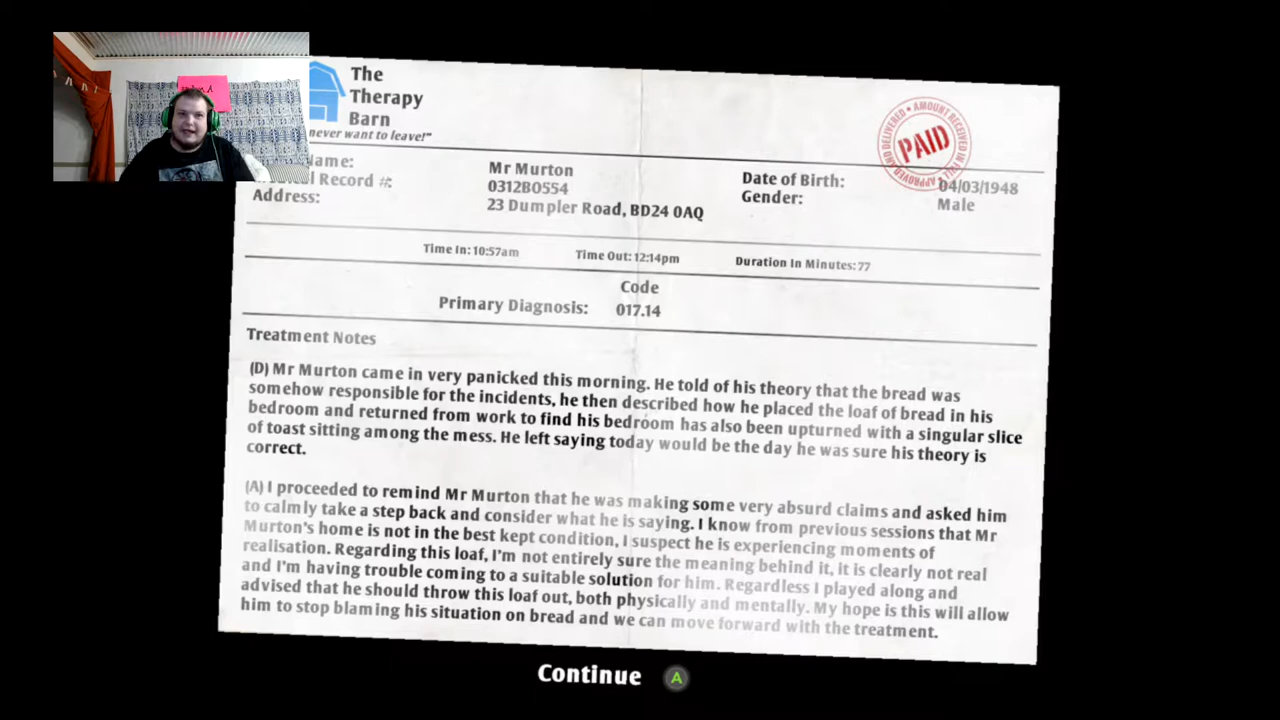 The
Therapy
Barn
never want to leave!"
PAID
AMOUNT RECEIVED IN FULL APPROVED AND DELIVERED
Name: Mr Murton Date of Birth: 04/03/1948
Record #: 0312B0554 Gender: Male
Address: 23 Dumpler Road, BD24 0AQ
Time In: 10:57am Time Out: 12:14pm Duration In Minutes: 77
Code
Primary Diagnosis: 017.14
Treatment Notes
(D) Mr Murton came in very panicked this morning. He told of his theory that the bread was
somehow responsible for the incidents, he then described how he placed the loaf of bread in his
bedroom and returned from work to find his bedroom has also been upturned with a singular slice
of toast sitting among the mess. He left saying today would be the day he was sure his theory is
correct.
(A) I proceeded to remind Mr Murton that he was making some very absurd claims and asked him
to calmly take a step back and consider what he is saying. I know from previous sessions that Mr
Murton's home is not in the best kept condition, I suspect he is experiencing moments of
realisation. Regarding this loaf, I'm not entirely sure the meaning behind it, it is clearly not real
and I'm having trouble coming to a suitable solution for him. Regardless I played along and
advised that he should throw this loaf out, both physically and mentally. My hope is this will allow
him to stop blaming his situation on bread and we can move forward with the treatment.
Continue A